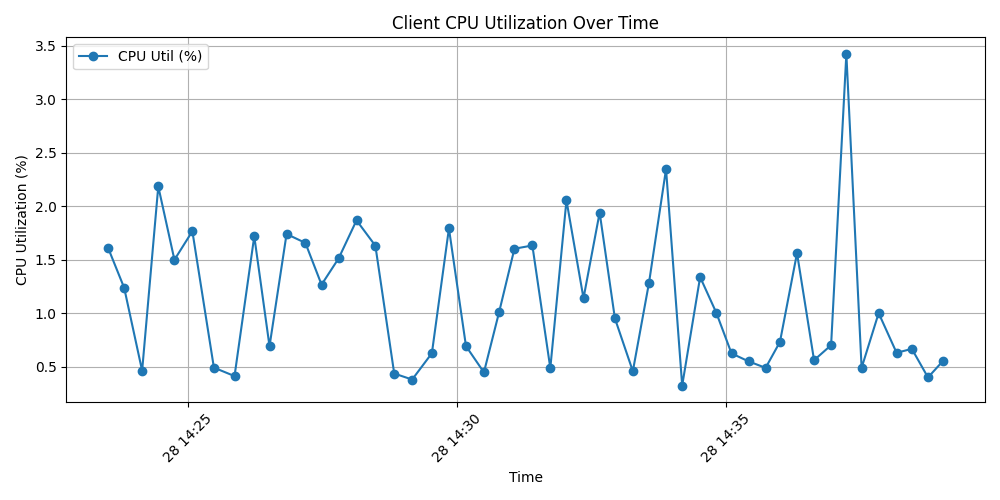 Client CPU Utilization Over Time
CPU Util (%)
CPU Utilization (%)
3.5
3.0
2.5
2.0
1.5
1.0
0.5
28 14:25
28 14:30
28 14:35
Time